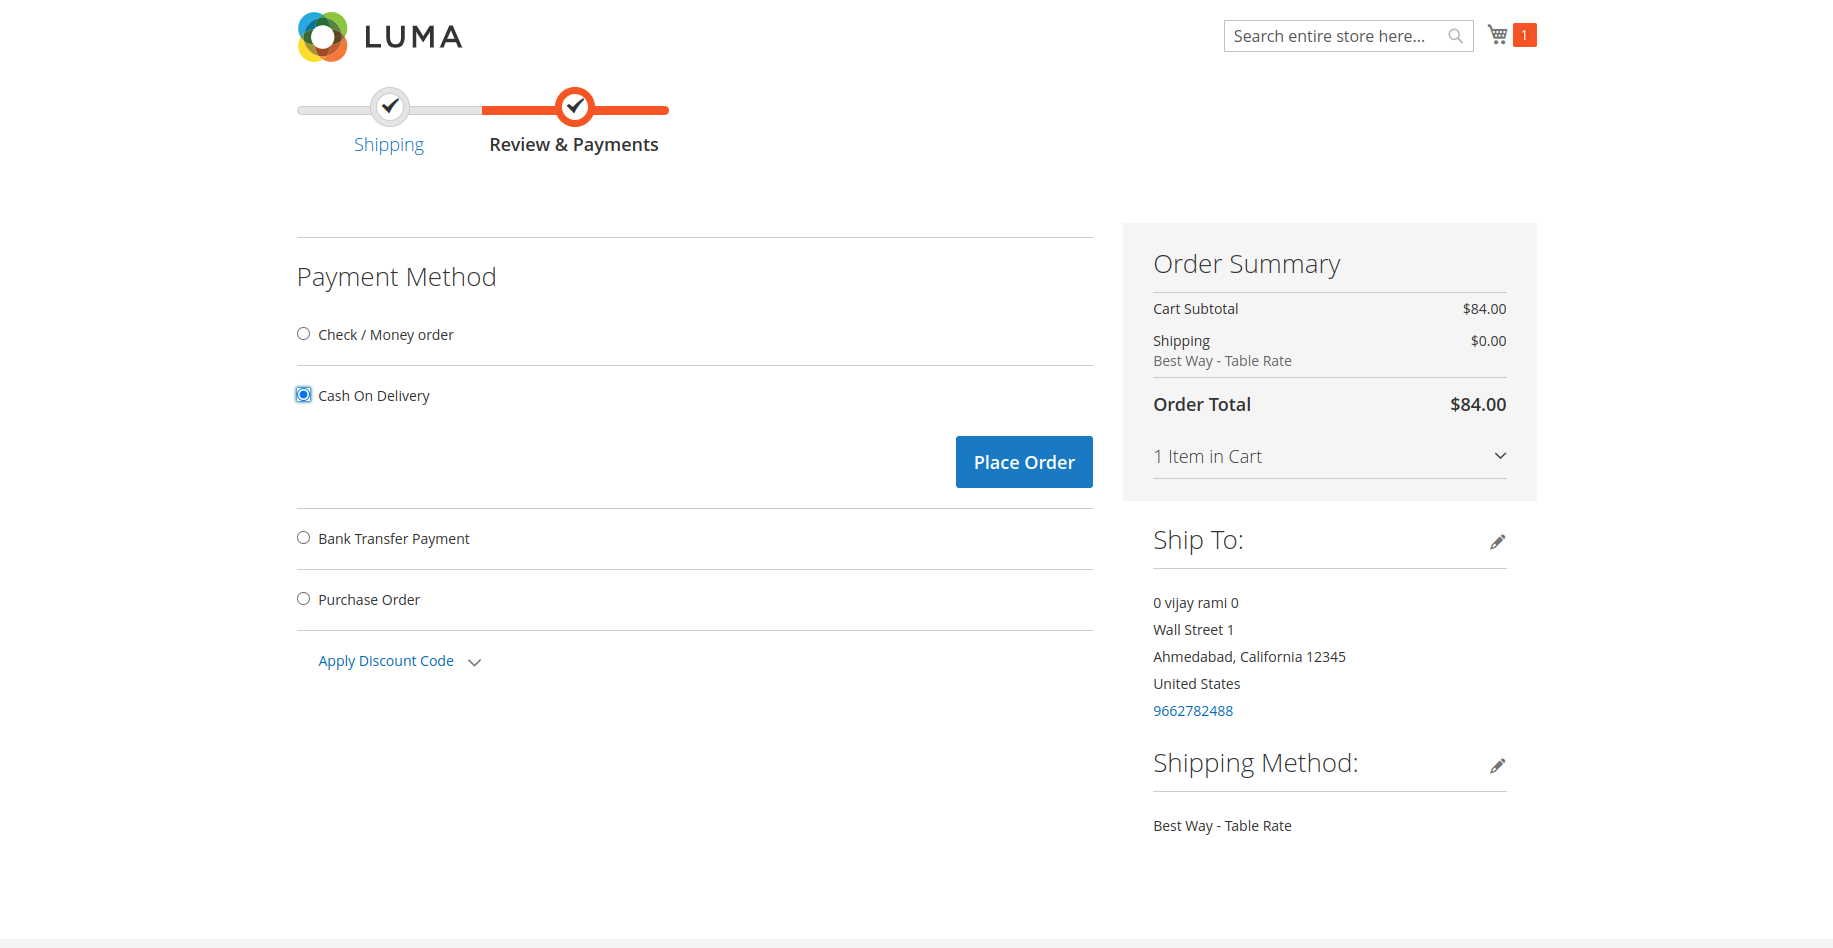 LUMA
Search entire store here...
1
Shipping
Review & Payments
Payment Method
Check / Money order
Cash On Delivery
Place Order
Bank Transfer Payment
Purchase Order
Apply Discount Code
Order Summary
Cart Subtotal $84.00
Shipping $0.00
Best Way - Table Rate
Order Total $84.00
1 Item in Cart
Ship To:
0 vijay rami 0
Wall Street 1
Ahmedabad, California 12345
United States
9662782488
Shipping Method:
Best Way - Table Rate